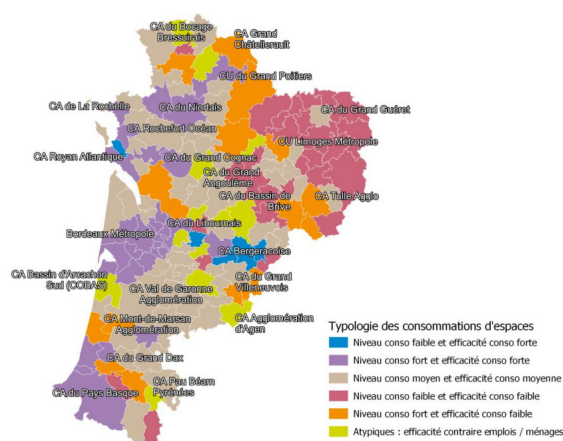 CA du Bocage
Bressuirais
CA Grand
Châtellerault
CU du Grand Poitiers
CA de La Rochelle
CA du Niortais
CA du Grand Guéret
CA Rochefort Océan
CU Limoges Métropole
CA Royan Atlantique
CA du Grand Cognac
CA du Grand
Angoulême
CA du Bassin de
Brive
CA Tulle Agglo
CA du Libournais
Bordeaux Métropole
CA Bergeracoise
CA Bassin d'Arcachon
Sud (COBAS)
CA Val de Garonne
Agglomération
CA du Grand
Villeneuvois
CA Mont-de-Marsan
Agglomération
CA Agglomération
d'Agen
CA du Grand Dax
CA du Pays Basque
CA Pau Béarn
Pyrénées
Typologie des consommations d'espaces
Niveau conso faible et efficacité conso forte
Niveau conso fort et efficacité conso forte
Niveau conso moyen et efficacité conso moyenne
Niveau conso faible et efficacité conso faible
Niveau conso fort et efficacité conso faible
Atypiques : efficacité contraire emplois / ménages